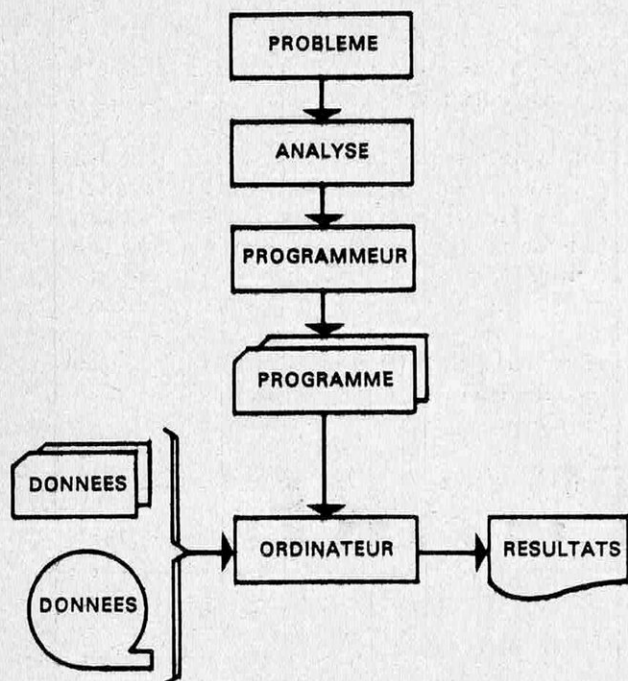 PROBLEME
ANALYSE
PROGRAMMEUR
PROGRAMME
DONNEES
ORDINATEUR
RESULTATS
DONNEES